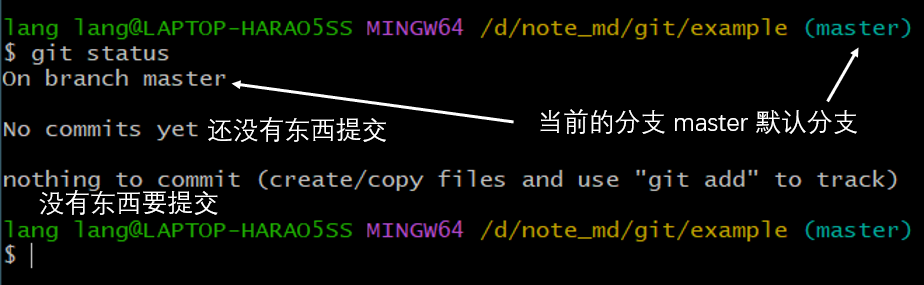 lang lang@LAPTOP-HARAO5SS MINGW64 /d/note_md/git/example (master)
$ git status
On branch master
当前的分支 master 默认分支
No commits yet 还没有东西提交
nothing to commit (create/copy files and use "git add" to track)
没有东西要提交
lang lang@LAPTOP-HARAO5SS MINGW64 /d/note_md/git/example (master)
$